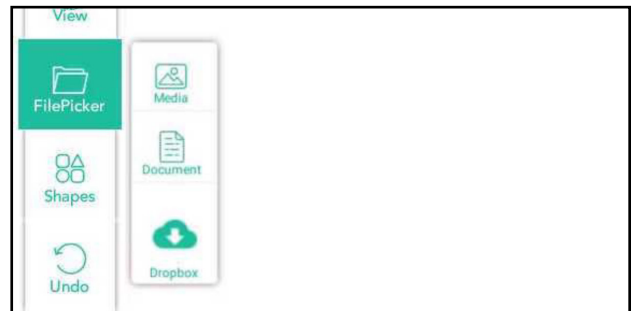 View
FilePicker
Media
Document
Shapes
Dropbox
Undo